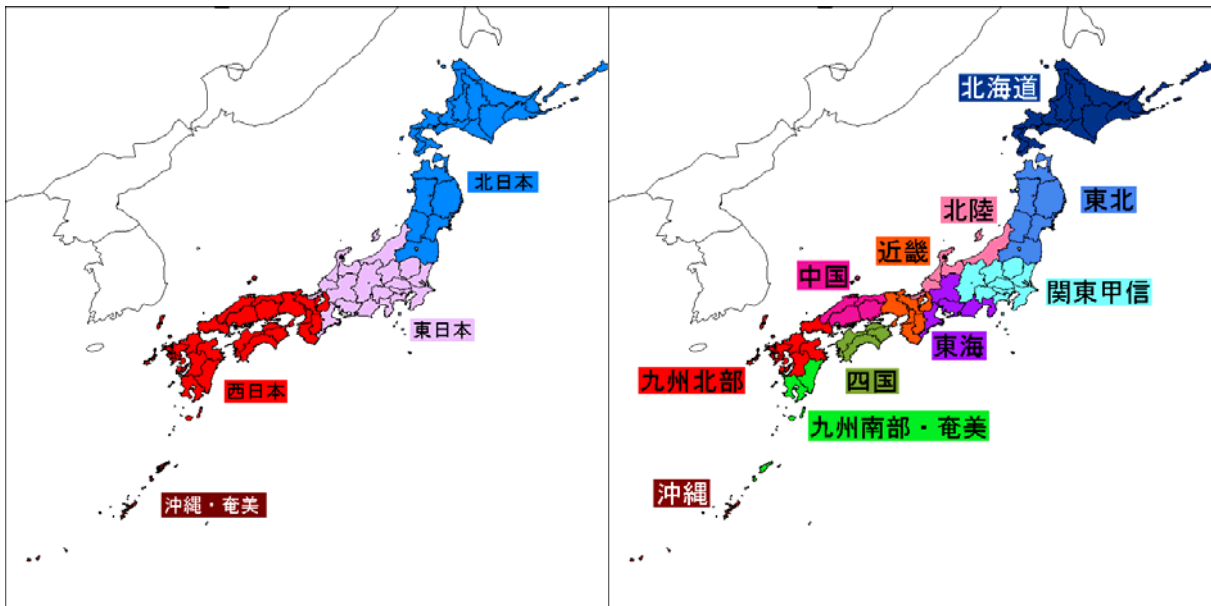 北日本
東日本
西日本
沖縄・奄美
北海道
東北
北陸
近畿
中国
関東甲信
東海
九州北部
四国
九州南部・奄美
沖縄